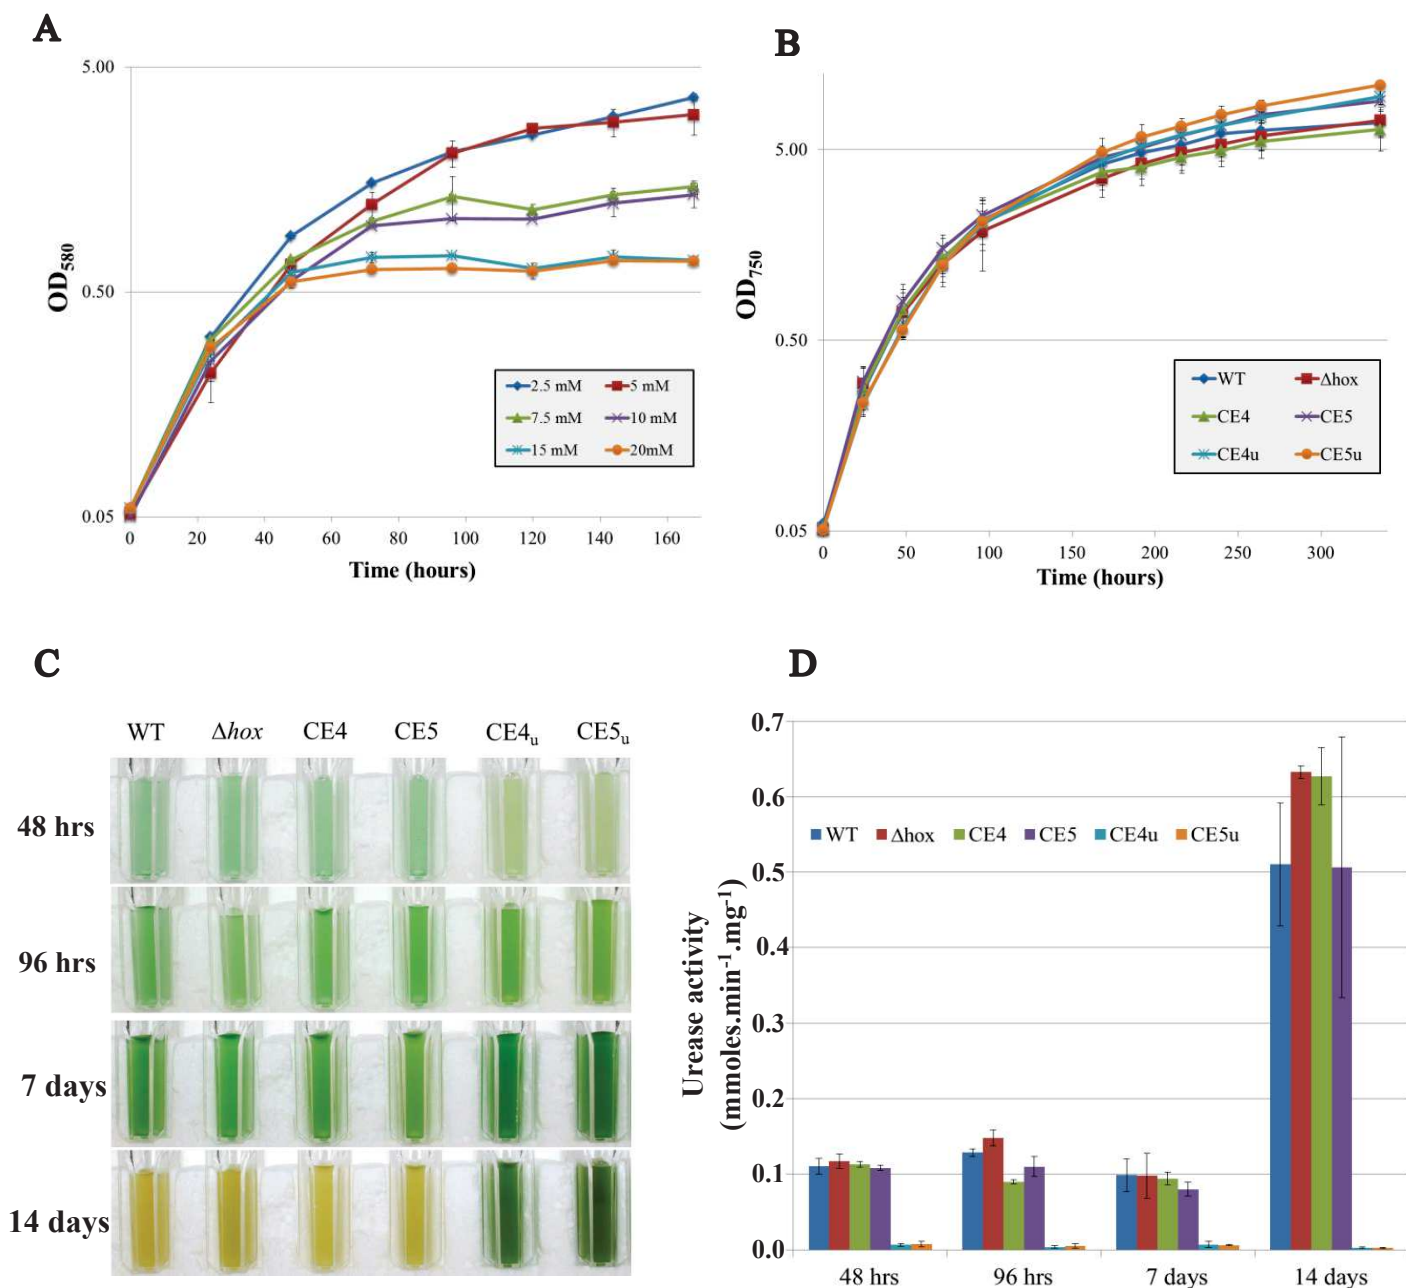 A
5.00
0.50
0.05
OD580
0 20 40 60 80 100 120 140 160
Time (hours)
2.5 mM 5 mM
7.5 mM 10 mM
15 mM 20mM
B
5.00
0.50
0.05
OD750
0 50 100 150 200 250 300
Time (hours)
WT Δhox
CE4 CE5
CE4u CE5u
C
WT Δhox CE4 CE5 CE4u CE5u
48 hrs
96 hrs
7 days
14 days
D
0.7
0.6
0.5
0.4
0.3
0.2
0.1
0.0
Urease activity
(mmoles.min-1.mg-1)
WT Δhox CE4 CE5 CE4u CE5u
48 hrs 96 hrs 7 days 14 days